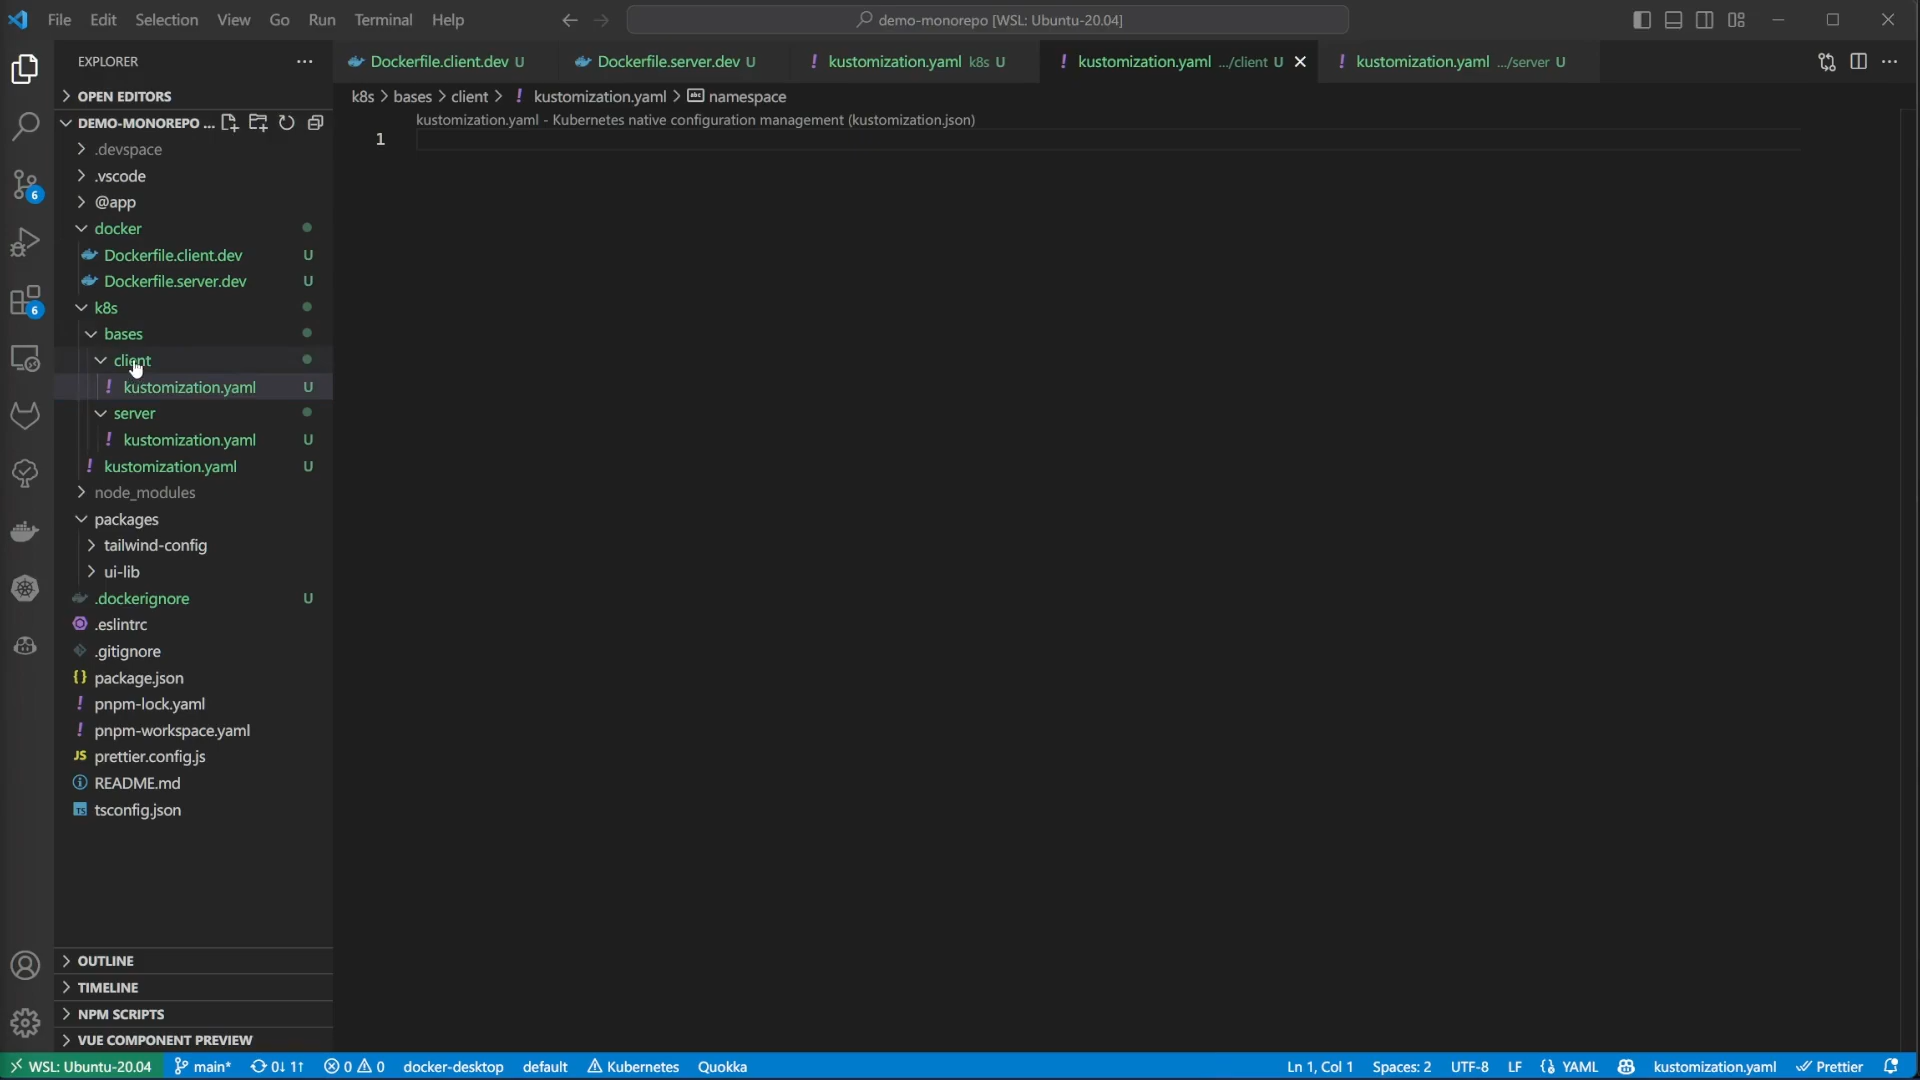 File Edit Selection View Go Run Terminal Help
demo-monorepo [WSL: Ubuntu-20.04]
EXPLORER
Dockerfile.client.dev U
Dockerfile.server.dev U
! kustomization.yaml k8s U
! kustomization.yaml .../client U
! kustomization.yaml .../server U
OPEN EDITORS
k8s > bases > client > ! kustomization.yaml > abc namespace
DEMO-MONOREPO ...
kustomization.yaml - Kubernetes native configuration management (kustomization.json)
1
.devspace
.vscode
@app
docker
Dockerfile.client.dev U
Dockerfile.server.dev U
k8s
bases
client
! kustomization.yaml U
server
! kustomization.yaml U
! kustomization.yaml U
node_modules
packages
tailwind-config
ui-lib
.dockerignore U
.eslintrc
.gitignore
{} package.json
! pnpm-lock.yaml
! pnpm-workspace.yaml
JS prettier.config.js
README.md
TS tsconfig.json
6
6
OUTLINE
TIMELINE
NPM SCRIPTS
VUE COMPONENT PREVIEW
WSL: Ubuntu-20.04 main* 0↓ 1↑ 0 0 docker-desktop default Kubernetes Quokka Ln 1, Col 1 Spaces: 2 UTF-8 LF YAML kustomization.yaml Prettier